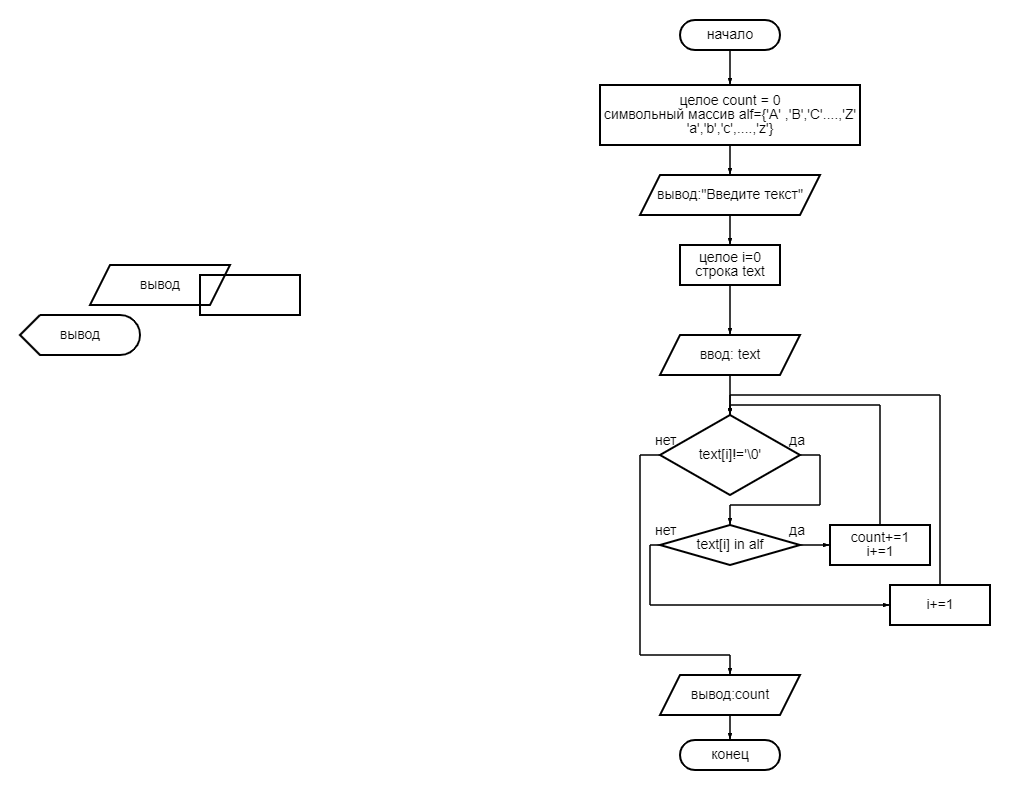 начало
целое count = 0
символьный массив alf={'A' ,'B','C'....,'Z'
'a','b','c',....,'z'}
вывод:"Введите текст"
целое i=0
строка text
вывод
вывод
ввод: text
нет
да
text[i]!='\0'
нет
да
text[i] in alf
count+=1
i+=1
i+=1
вывод:count
конец